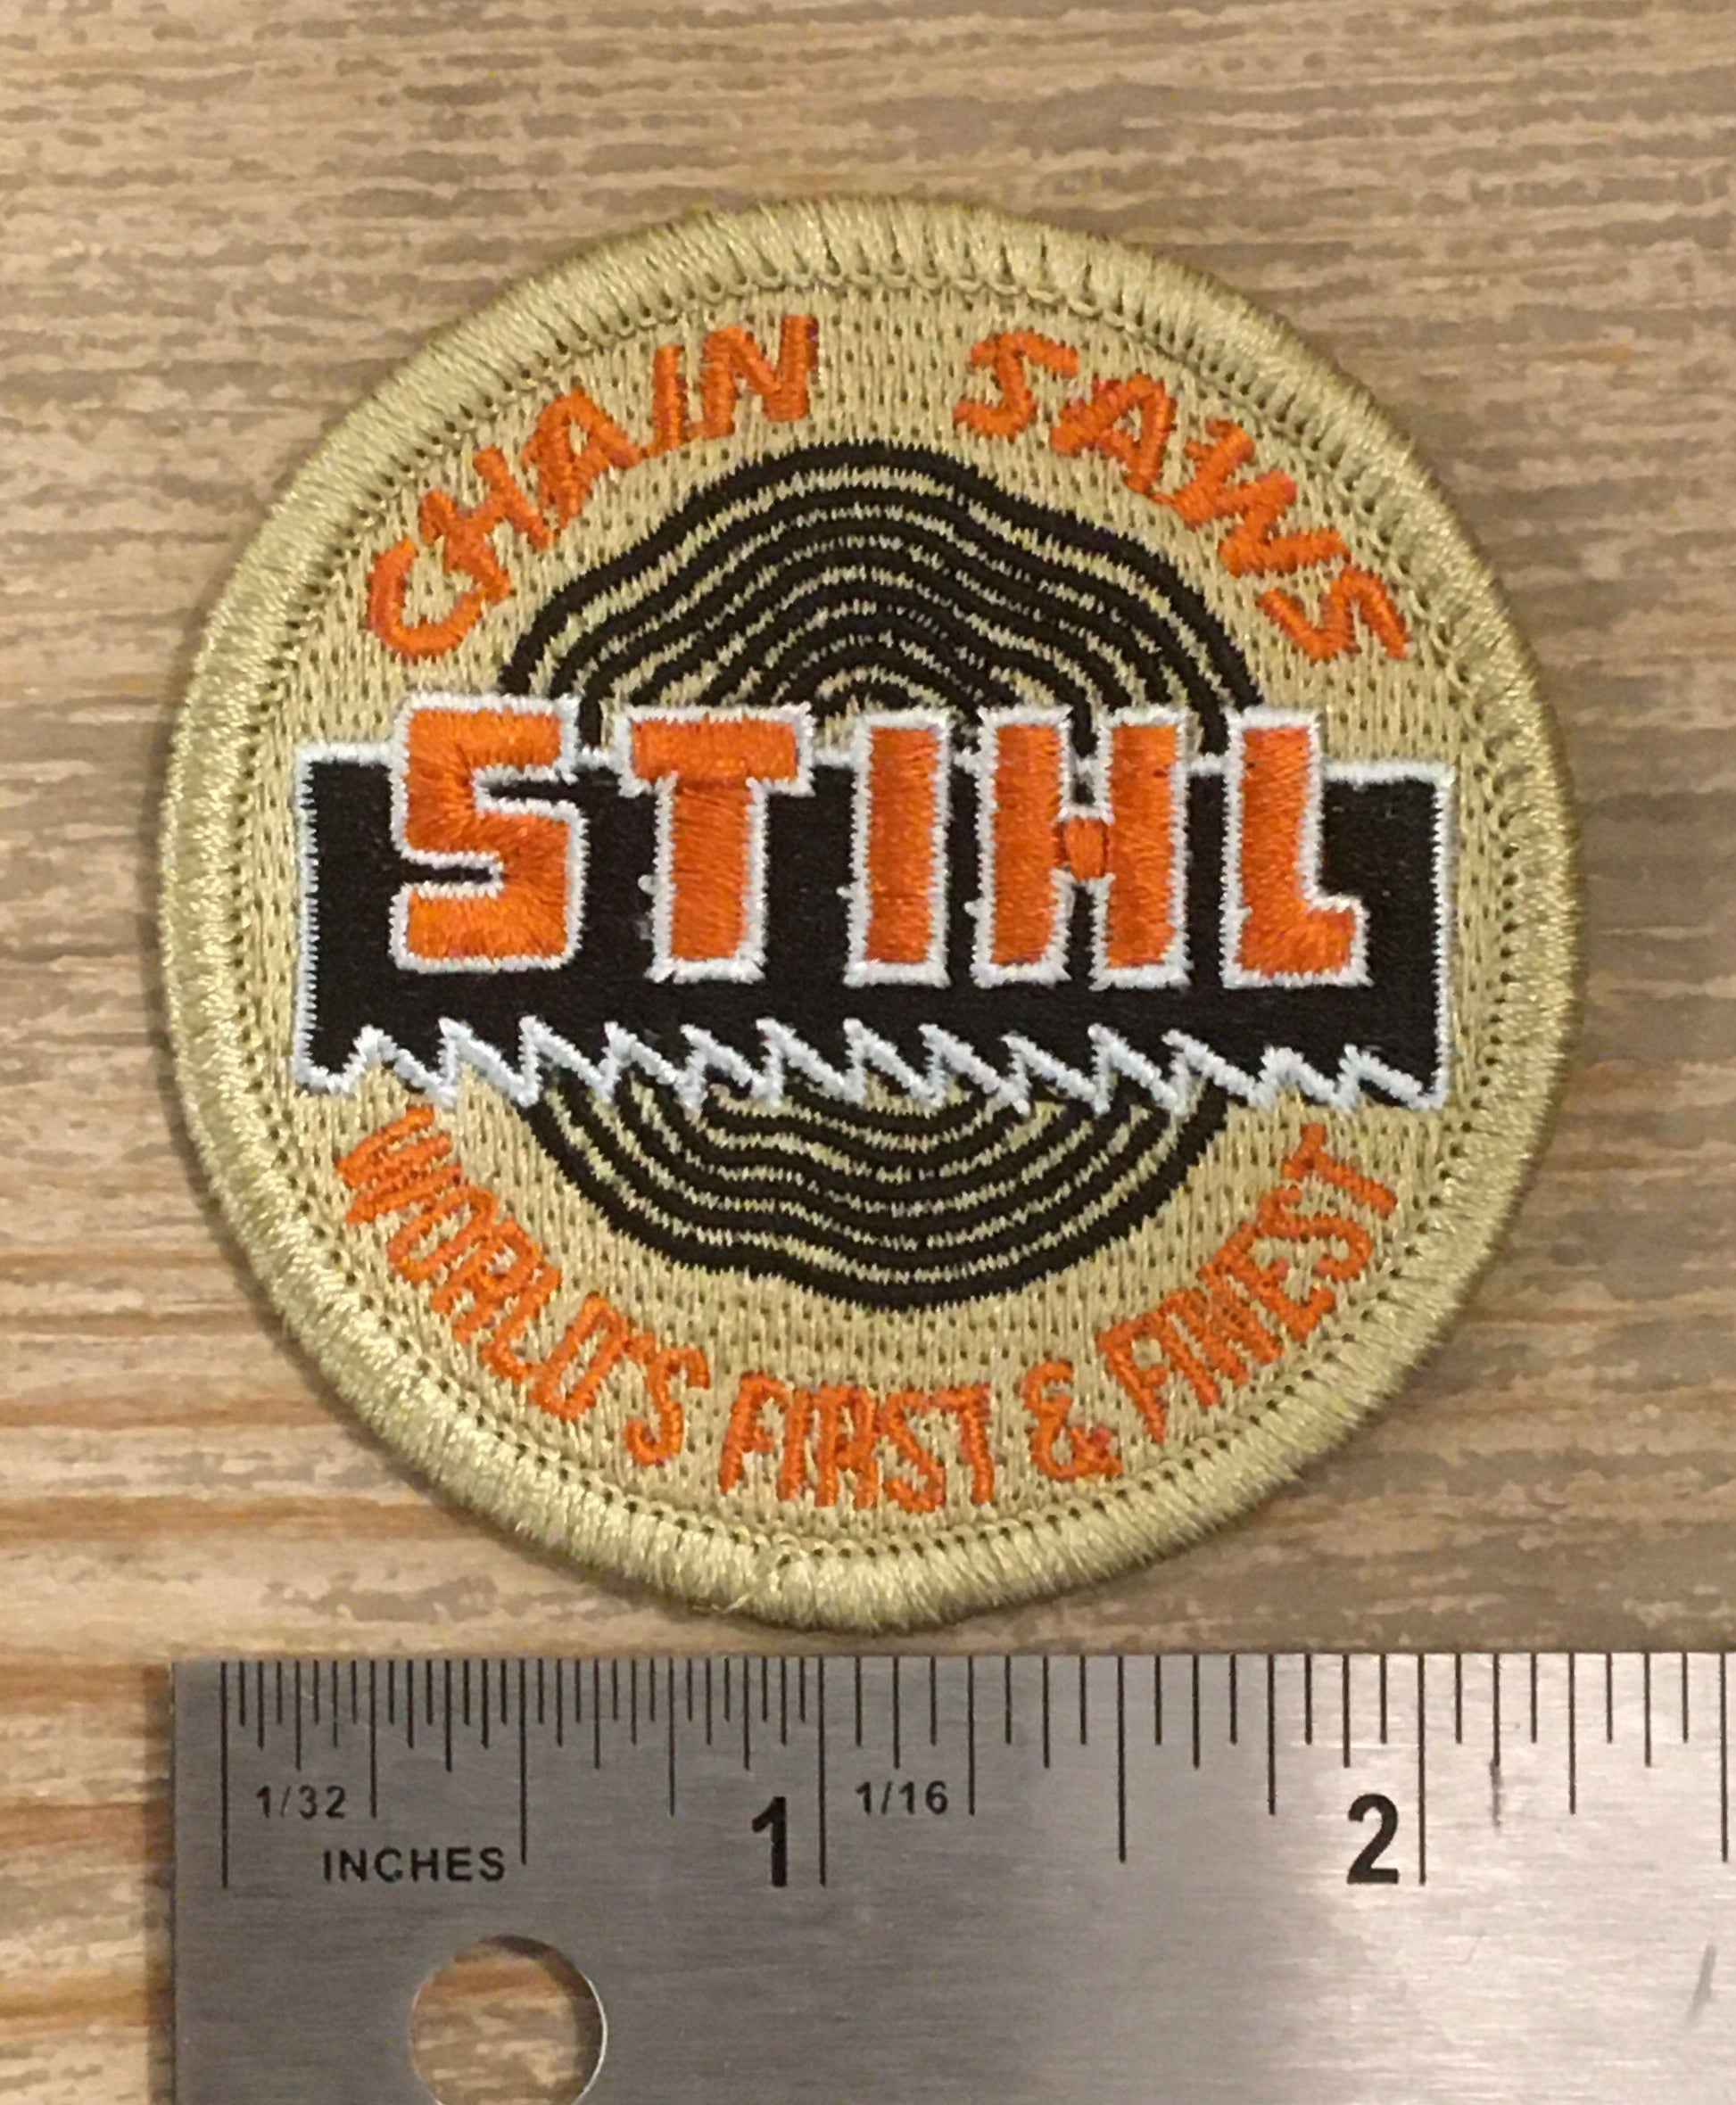 CHAIN SAWS
STIHL
WORLD'S FIRST & FINEST
1/32 1/16
INCHES 1 2